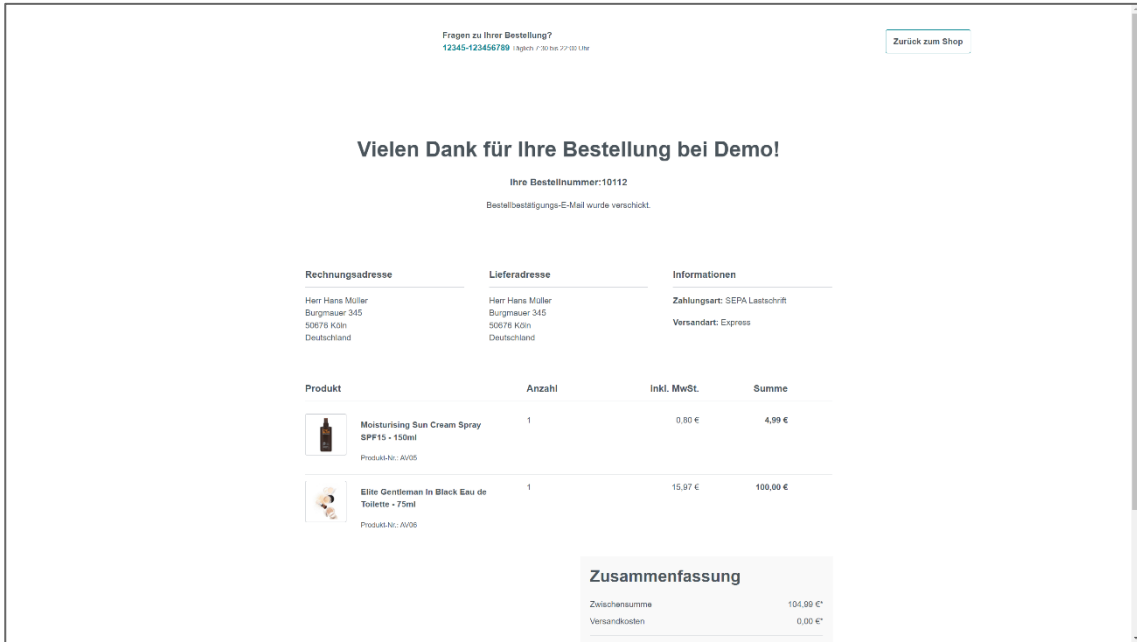 Fragen zu Ihrer Bestellung?
12345-123456789 Täglich 7:30 bis 22:00 Uhr
Zurück zum Shop
Vielen Dank für Ihre Bestellung bei Demo!
Ihre Bestellnummer:10112
Bestellbestätigungs-E-Mail wurde verschickt.
Rechnungsadresse
Herr Hans Müller
Burgmauer 345
50676 Köln
Deutschland
Lieferadresse
Herr Hans Müller
Burgmauer 345
50676 Köln
Deutschland
Informationen
Zahlungsart: SEPA Lastschrift
Versandart: Express
Produkt Anzahl Inkl. MwSt. Summe
Moisturising Sun Cream Spray 1 0,80 € 4,99 €
SPF15 - 150ml
Produkt-Nr.: AV05
Elite Gentleman In Black Eau de 1 15,97 € 100,00 €
Toilette - 75ml
Produkt-Nr.: AV06
Zusammenfassung
Zwischensumme 104,99 €*
Versandkosten 0,00 €*